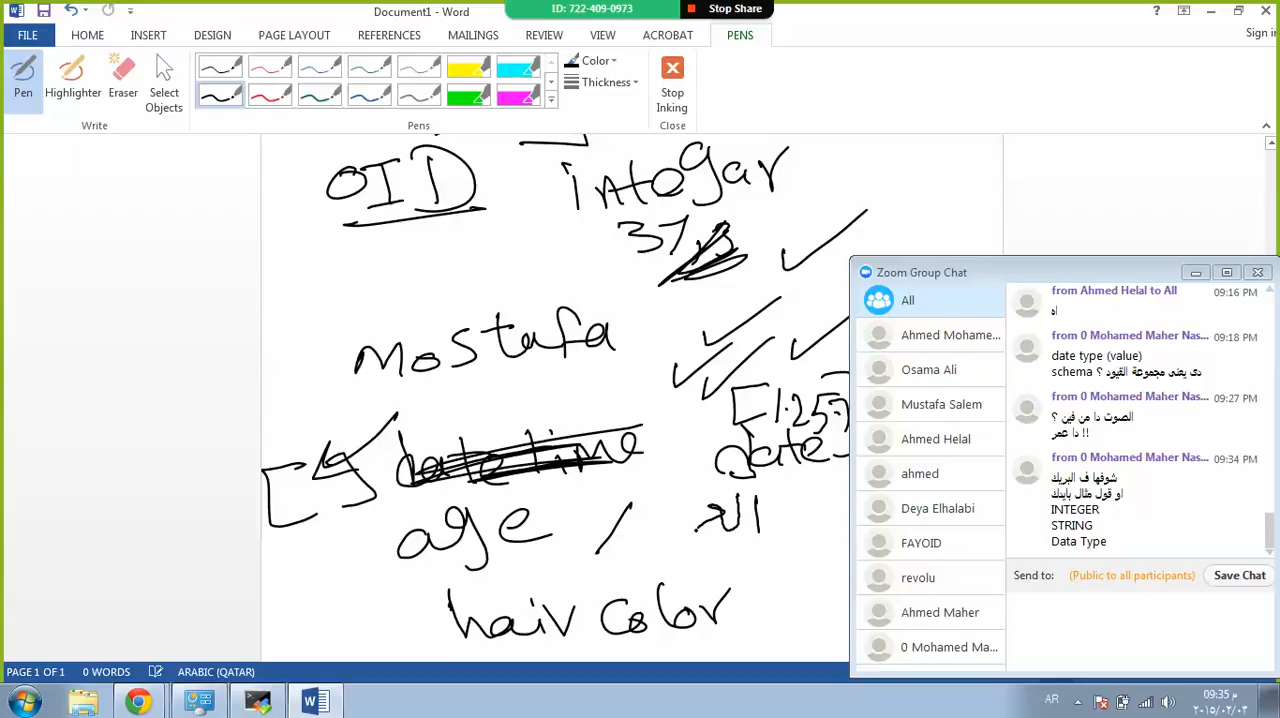 Document1 - Word
ID: 722-409-0973
Stop Share
?
Sign in
FILE HOME INSERT DESIGN PAGE LAYOUT REFERENCES MAILINGS REVIEW VIEW ACROBAT PENS
Pen
Highlighter
Eraser
Select Objects
Color
Thickness
Stop Inking
Write
Pens
Close
OID integar
37
Mostafa
date
age /
hair color
Zoom Group Chat
All
Ahmed Mohame...
Osama Ali
Mustafa Salem
Ahmed Helal
ahmed
Deya Elhalabi
FAYOID
revolu
Ahmed Maher
0 Mohamed Ma...
from Ahmed Helal to All 09:16 PM
اه
from 0 Mohamed Maher Nas... 09:18 PM
date type (value)
دى يعنى مجموعة القيود ؟ schema
from 0 Mohamed Maher Nas... 09:27 PM
الصوت دا من فين ؟
دا عمر !!
from 0 Mohamed Maher Nas... 09:34 PM
شوفها ف البريك
او قول مثال بايدك
INTEGER
STRING
Data Type
Send to: (Public to all participants) Save Chat
PAGE 1 OF 1 0 WORDS ARABIC (QATAR)
AR
09:35 م
٢٠١٥/٠٣/٠٣